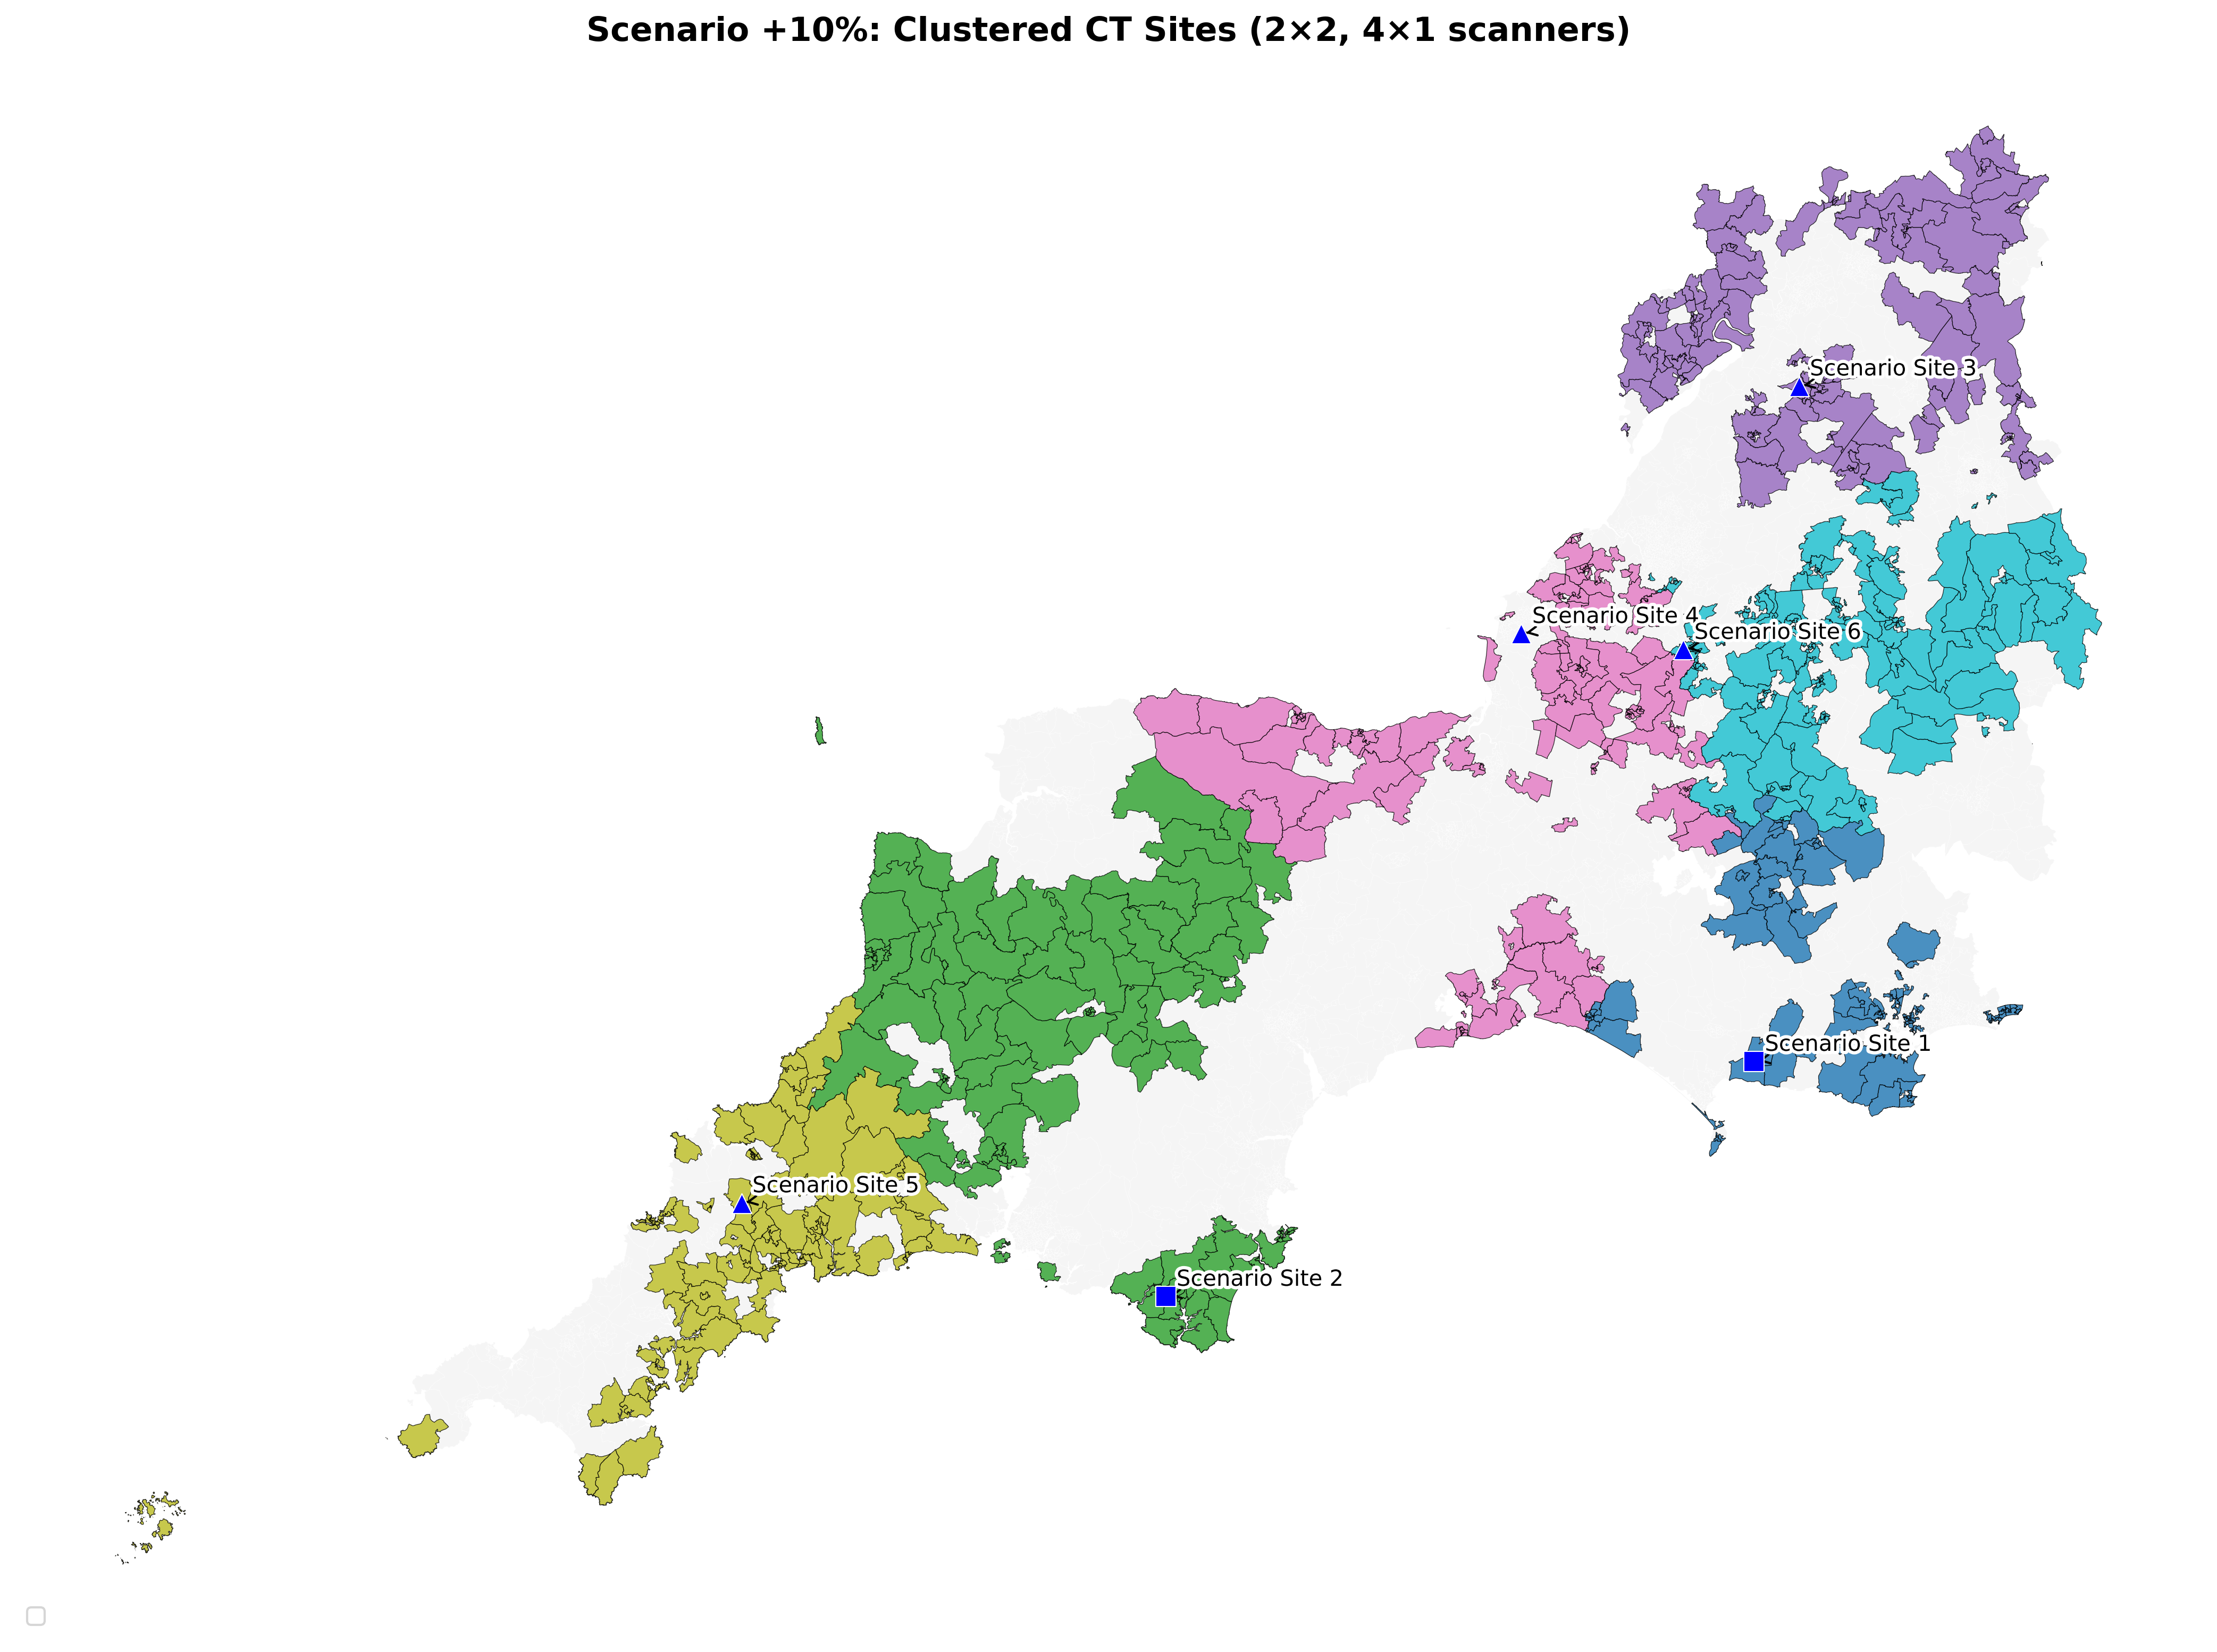 Scenario +10%: Clustered CT Sites (2×2, 4×1 scanners)
Scenario Site 3
Scenario Site 4
Scenario Site 6
Scenario Site 1
Scenario Site 5
Scenario Site 2